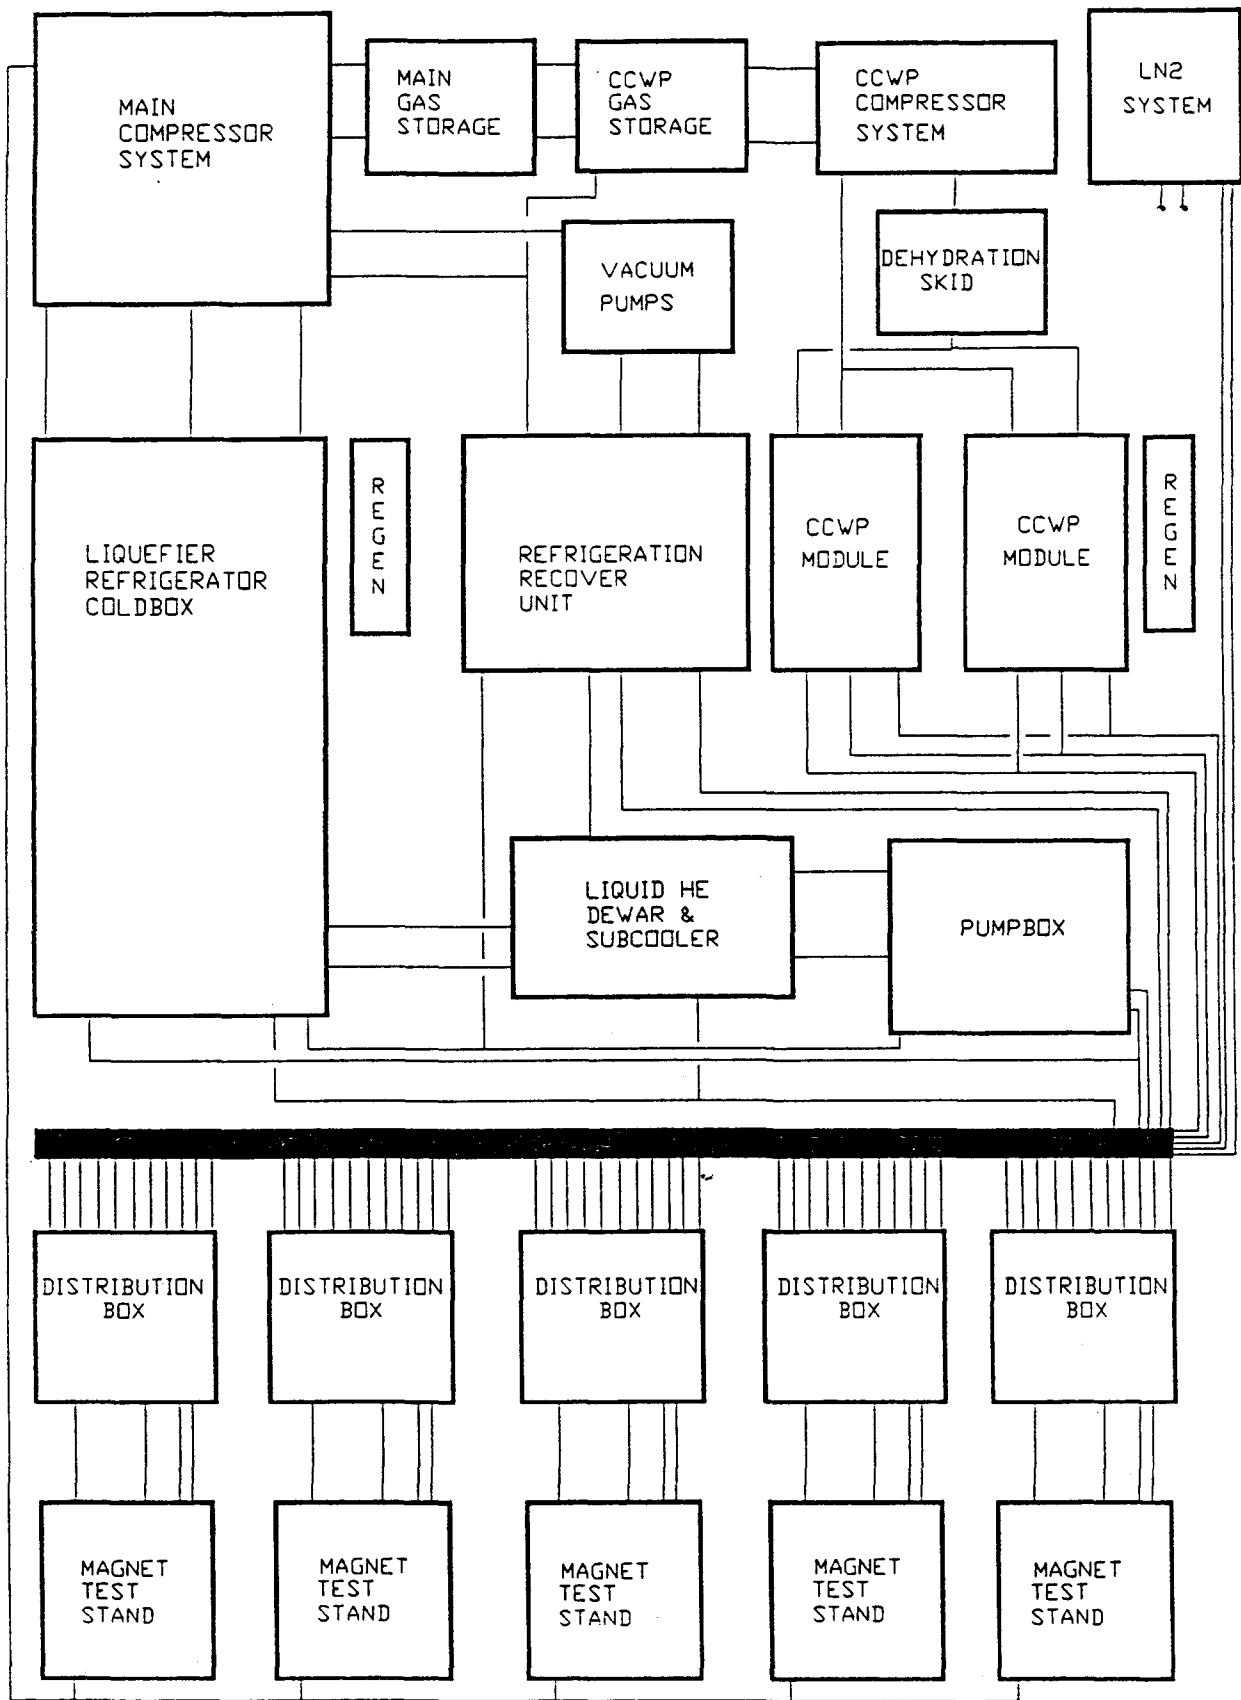 MAIN
COMPRESSOR
SYSTEM
MAIN
GAS
STORAGE
CCWP
GAS
STORAGE
CCWP
COMPRESSOR
SYSTEM
LN2
SYSTEM
VACUUM
PUMPS
DEHYDRATION
SKID
LIQUEFIER
REFRIGERATOR
COLDBOX
R
E
G
E
N
REFRIGERATION
RECOVER
UNIT
CCWP
MODULE
CCWP
MODULE
R
E
G
E
N
LIQUID HE
DEWAR &
SUBCOOLER
PUMPBOX
DISTRIBUTION
BOX
DISTRIBUTION
BOX
DISTRIBUTION
BOX
DISTRIBUTION
BOX
DISTRIBUTION
BOX
MAGNET
TEST
STAND
MAGNET
TEST
STAND
MAGNET
TEST
STAND
MAGNET
TEST
STAND
MAGNET
TEST
STAND